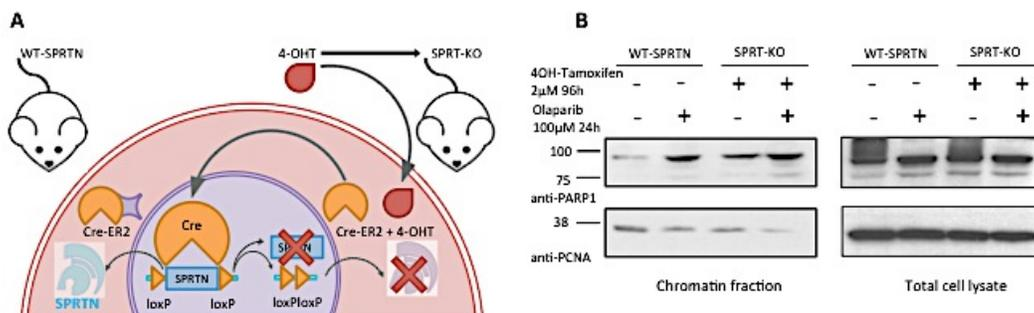 A
WT-SPRTN
4-OHT
SPRT-KO
Cre-ER2
Cre
Cre-ER2 + 4-OHT
SPRTN
SPRTN
loxP
loxP
loxPloxP
B
WT-SPRTN
SPRT-KO
WT-SPRTN
SPRT-KO
4OH-Tamoxifen
2µM 96h
- - + +
- - + +
Olaparib
100µM 24h
- + - +
- + - +
100
75
anti-PARP1
38
anti-PCNA
Chromatin fraction
Total cell lysate